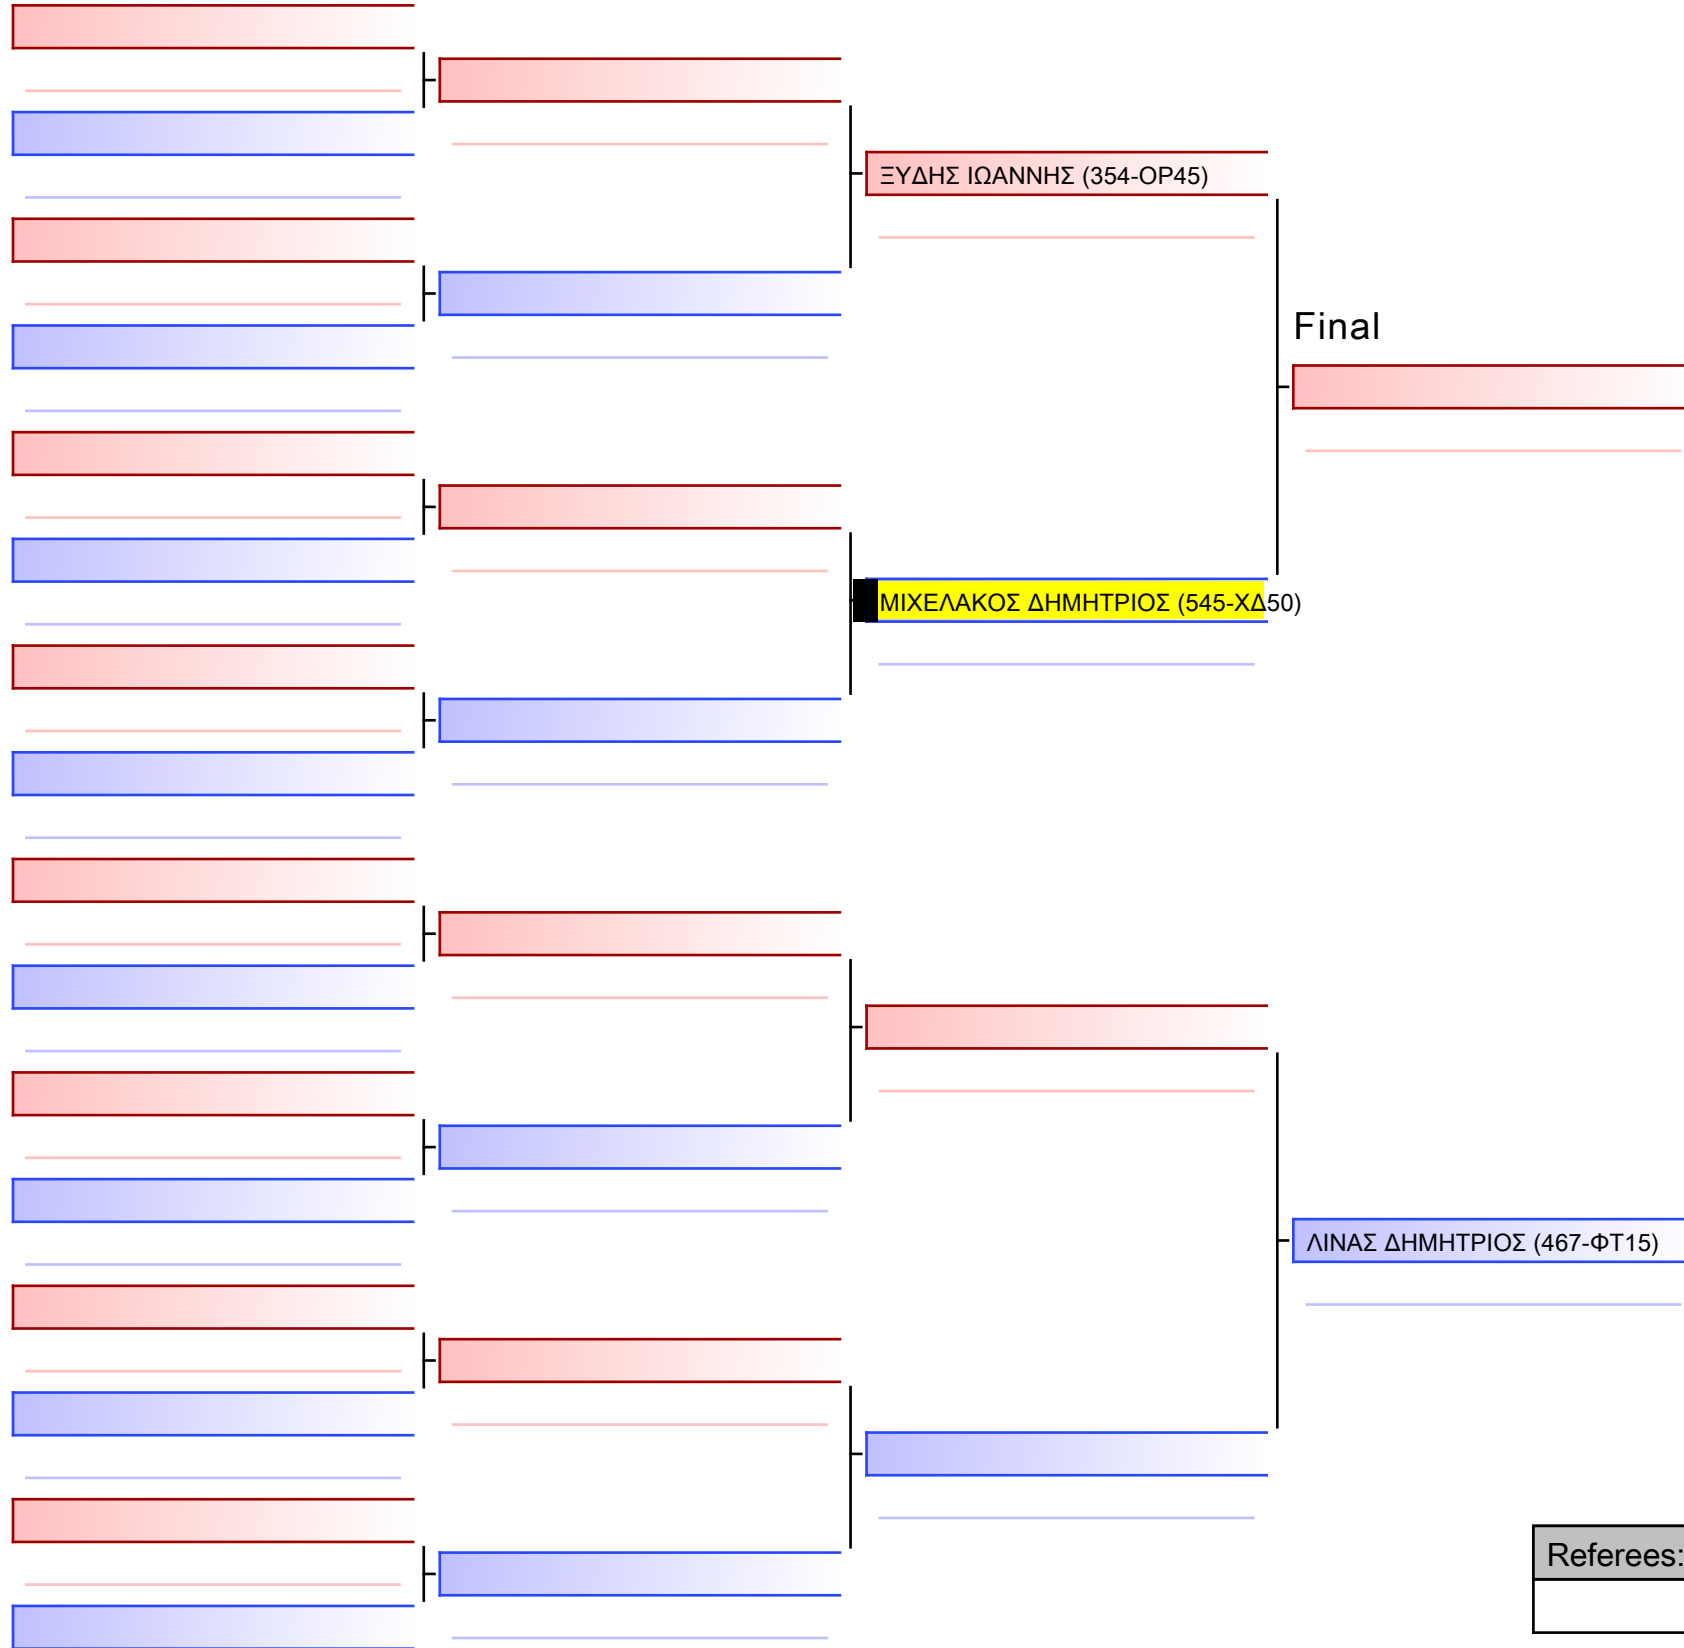 ΞΥΔΗΣ ΙΩΑΝΝΗΣ (354-ΟΡ45)
Final
ΜΙΧΕΛΑΚΟΣ ΔΗΜΗΤΡΙΟΣ (545-ΧΔ50)
ΛΙΝΑΣ ΔΗΜΗΤΡΙΟΣ (467-ΦΤ15)
Referees: